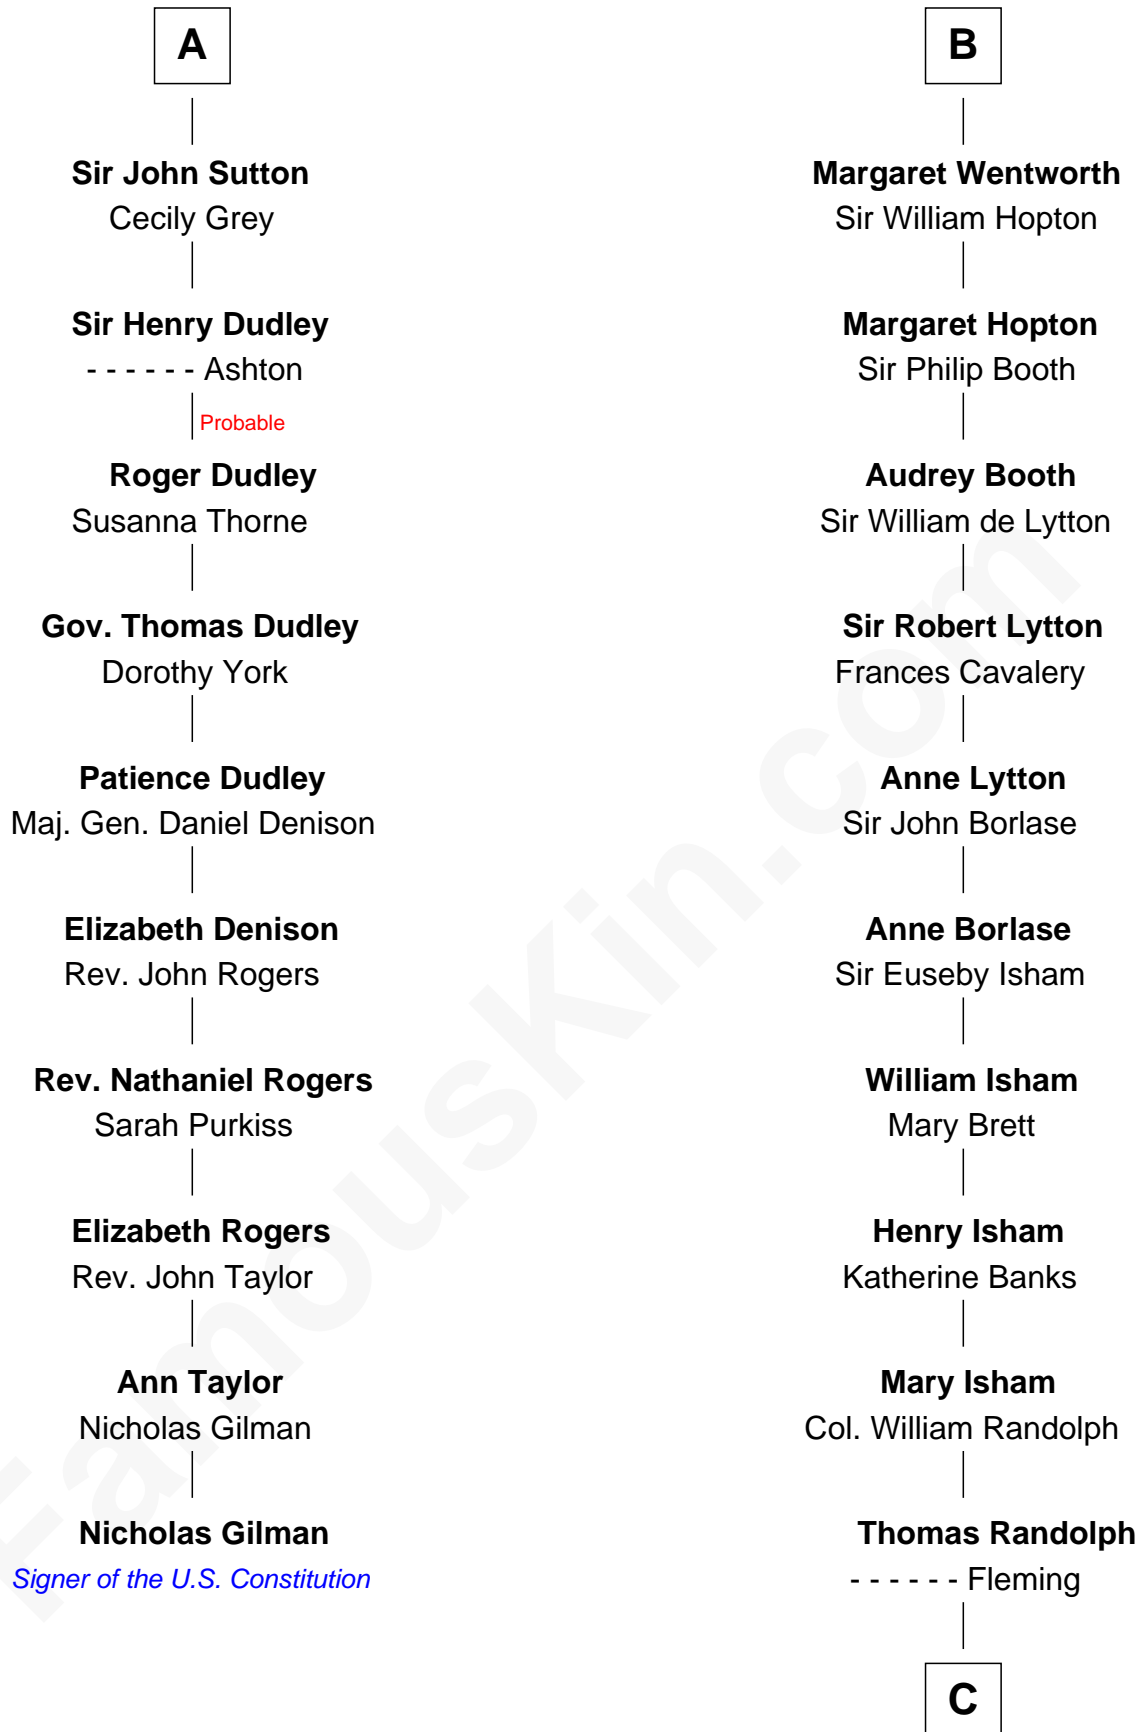 A
Sir John Sutton
Cecily Grey
Sir Henry Dudley
- - - - - - Ashton
Probable
Roger Dudley
Susanna Thorne
Gov. Thomas Dudley
Dorothy York
Patience Dudley
Maj. Gen. Daniel Denison
Elizabeth Denison
Rev. John Rogers
Rev. Nathaniel Rogers
Sarah Purkiss
Elizabeth Rogers
Rev. John Taylor
Ann Taylor
Nicholas Gilman
Nicholas Gilman
Signer of the U.S. Constitution
B
Margaret Wentworth
Sir William Hopton
Margaret Hopton
Sir Philip Booth
Audrey Booth
Sir William de Lytton
Sir Robert Lytton
Frances Cavalery
Anne Lytton
Sir John Borlase
Anne Borlase
Sir Euseby Isham
William Isham
Mary Brett
Henry Isham
Katherine Banks
Mary Isham
Col. William Randolph
Thomas Randolph
- - - - - - Fleming
C
FamousKin.com